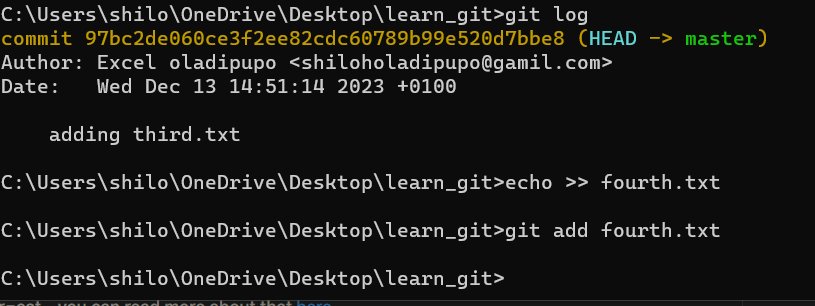 C:\Users\shilo\OneDrive\Desktop\learn_git>git log
commit 97bc2de060ce3f2ee82cdc60789b99e520d7bbe8 (HEAD -> master)
Author: Excel oladipupo <shiloholadipupo@gamil.com>
Date:   Wed Dec 13 14:51:14 2023 +0100
    adding third.txt
C:\Users\shilo\OneDrive\Desktop\learn_git>echo >> fourth.txt
C:\Users\shilo\OneDrive\Desktop\learn_git>git add fourth.txt
C:\Users\shilo\OneDrive\Desktop\learn_git>
you can read more about that here